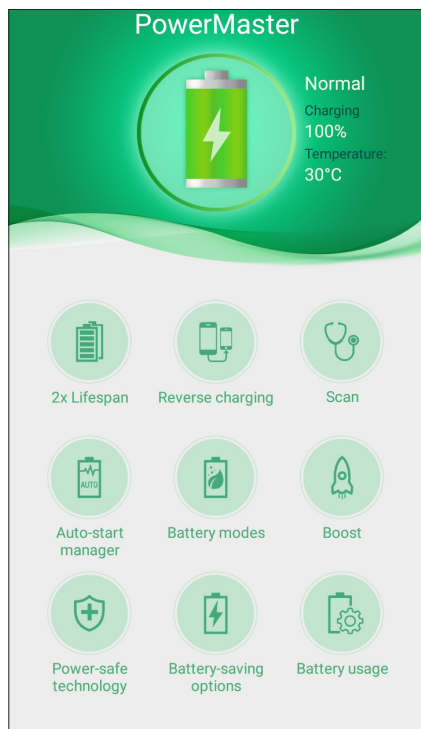 PowerMaster
Normal
Charging
100%
Temperature:
30°C
2x Lifespan
Reverse charging
Scan
AUTO
Auto-start
manager
Battery modes
Boost
Power-safe
technology
Battery-saving
options
Battery usage